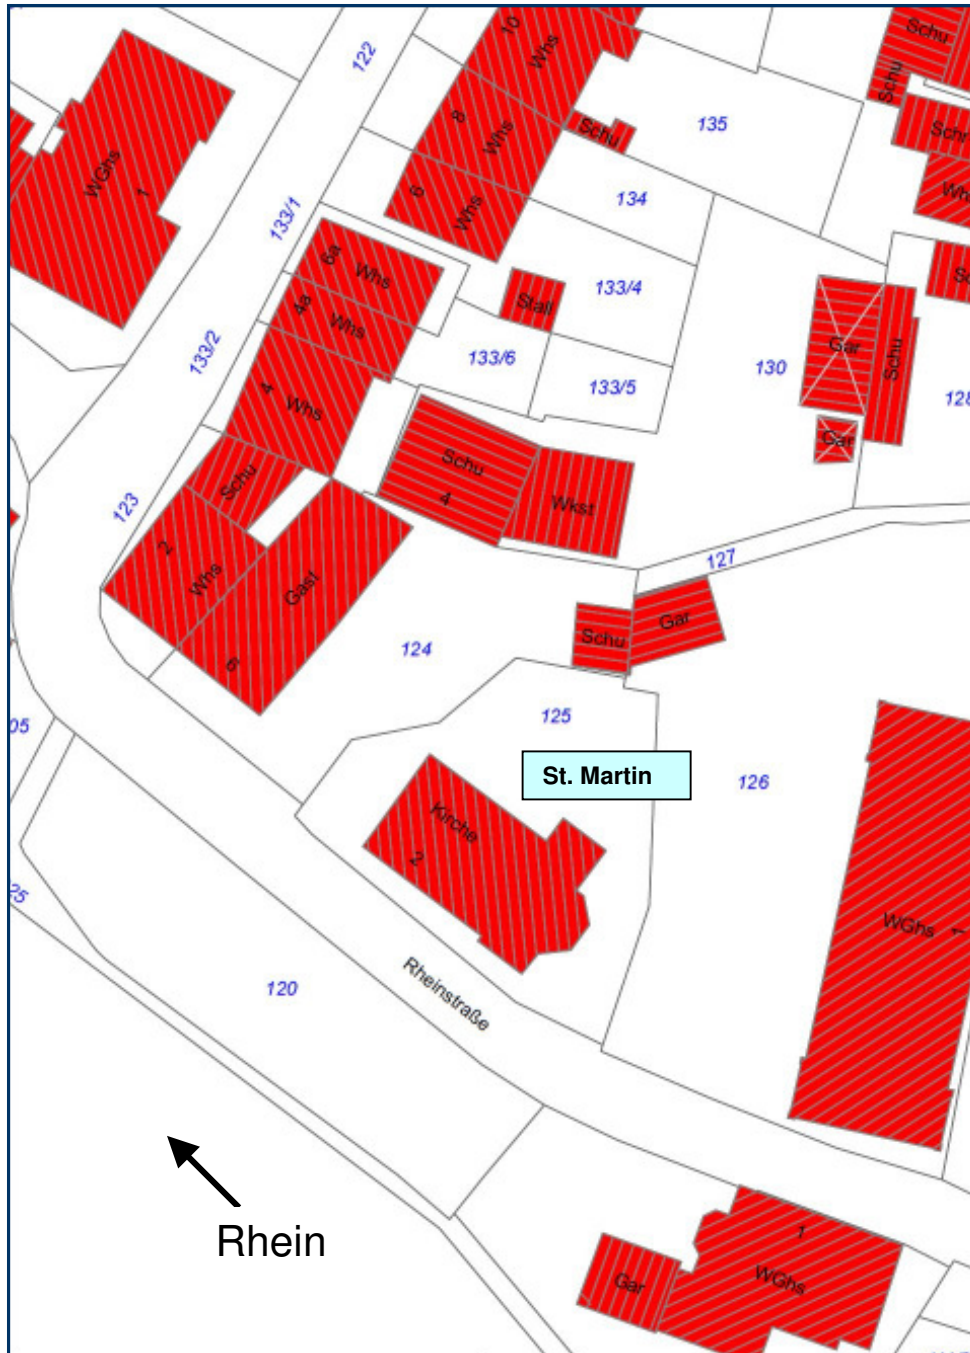 10
Whs
Schu
Schu
122
8
Whs
Schu
135
WGhs
1
6
Whs
134
133/1
6a
Whs
133/4
Stall
4a
Whs
133/2
133/6
133/5
130
Gar
Schu
Gar
4
Whs
Schu
4
Wkst
Schu
123
2
Whs
Gast
6
127
124
Schu
Gar
125
St. Martin
126
Kirche
2
WGhs
1
120
Rheinstraße
Rhein
1
WGhs
Gar